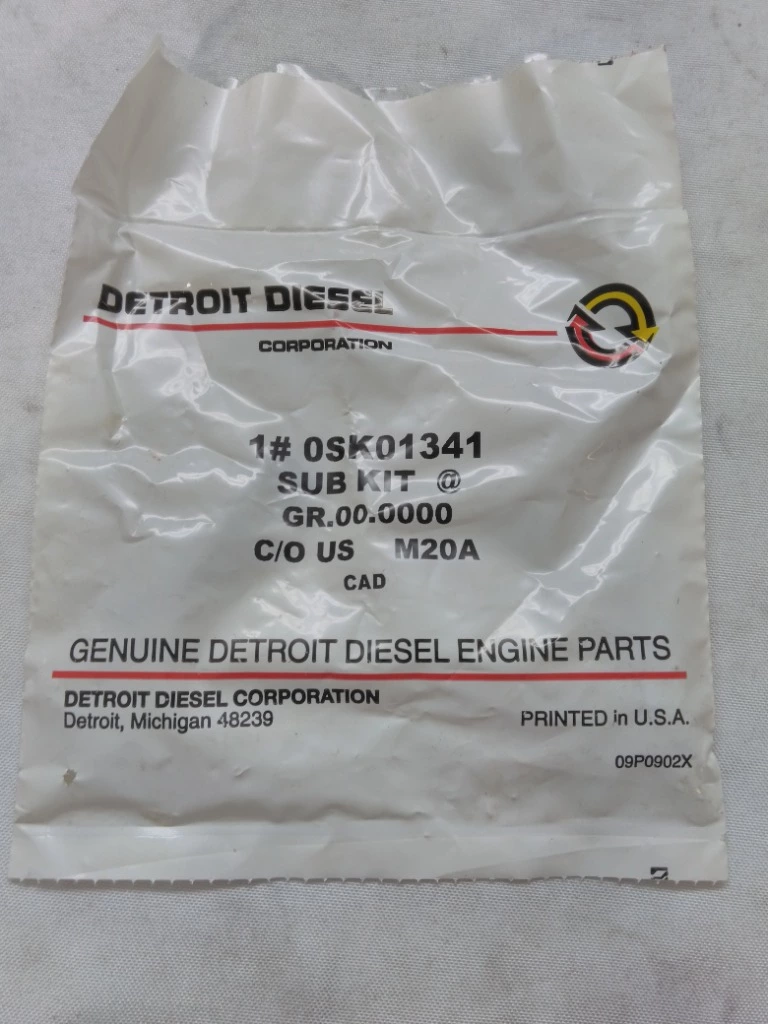 DETROIT DIESEL
CORPORATION
1# 0SK01341
SUB KIT @
GR.00.0000
C/O US M20A
CAD
GENUINE DETROIT DIESEL ENGINE PARTS
DETROIT DIESEL CORPORATION
Detroit, Michigan 48239
PRINTED in U.S.A.
09P0902X